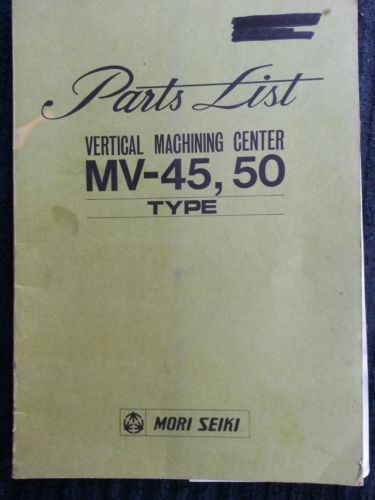 Parts List
VERTICAL MACHINING CENTER
MV-45, 50
TYPE
MORI SEIKI